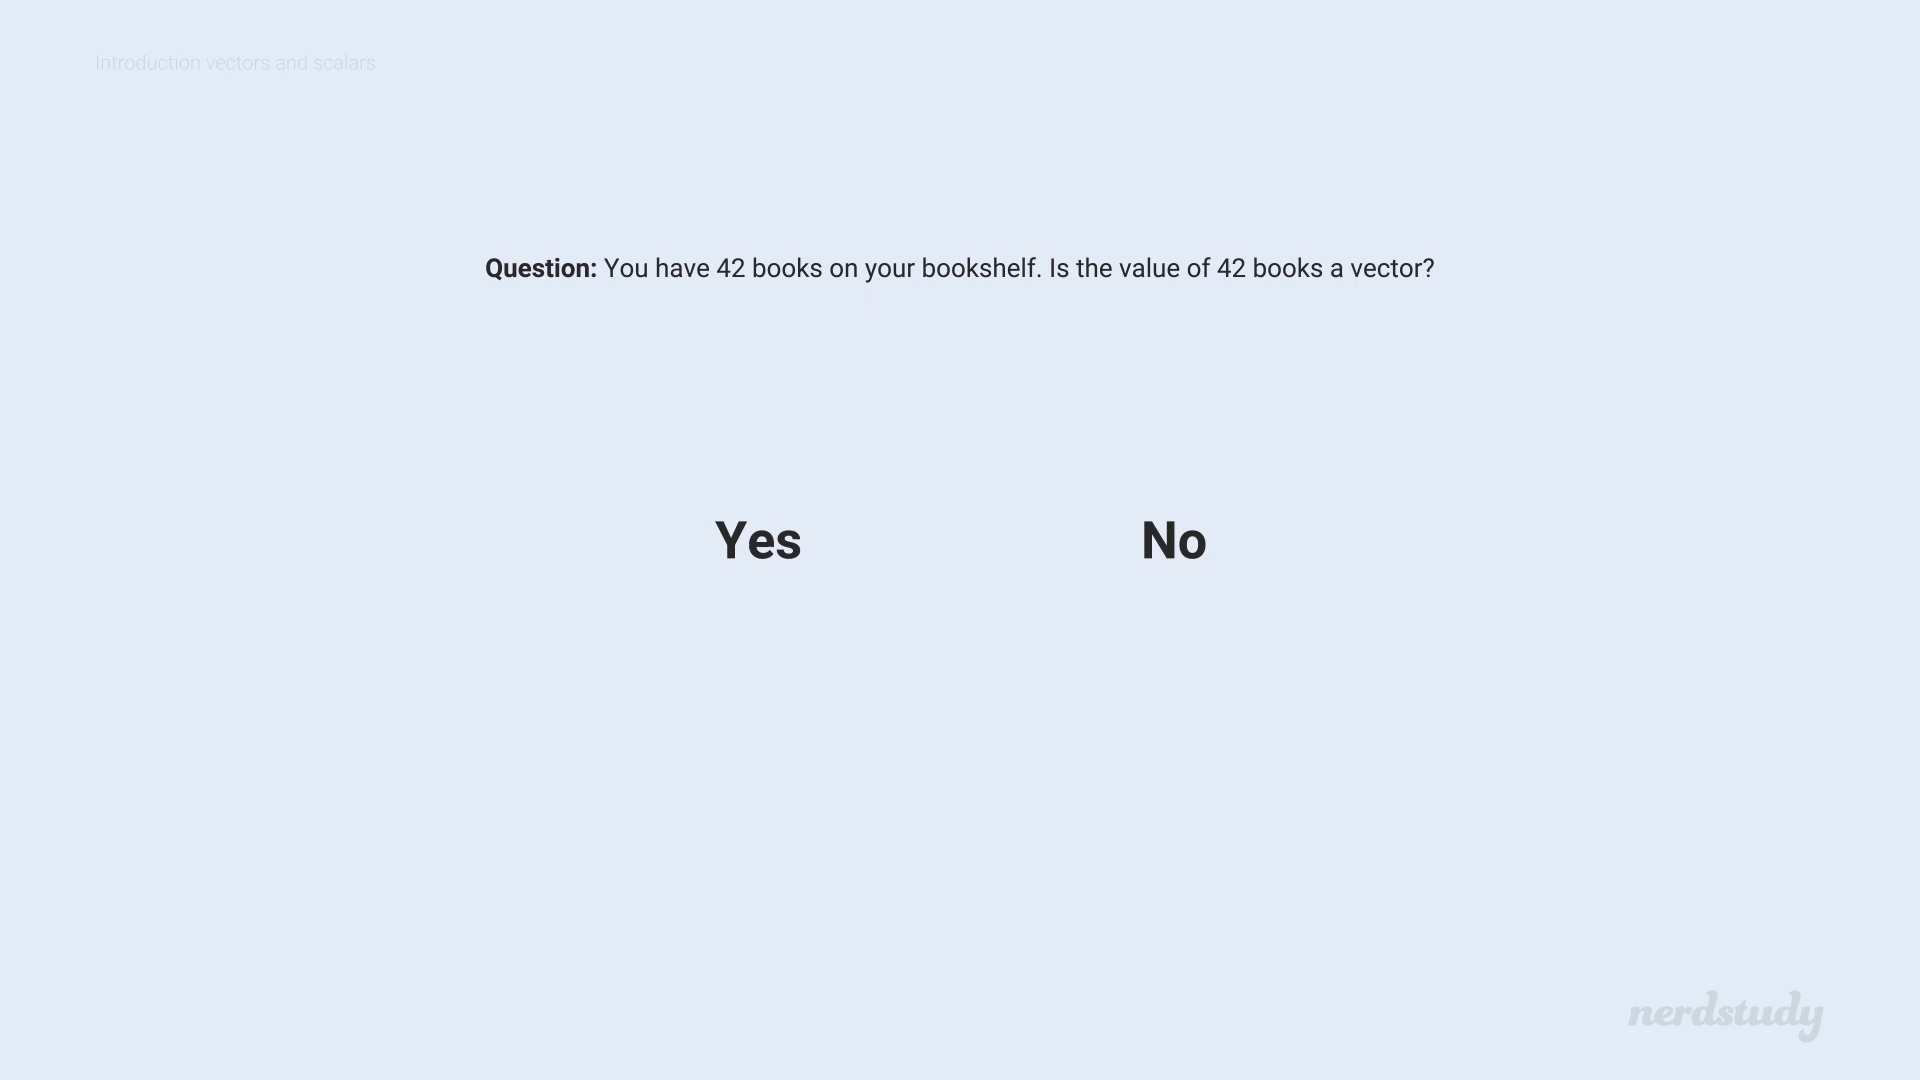 Introduction vectors and scalars
Question: You have 42 books on your bookshelf. Is the value of 42 books a vector?
Yes No
nerdstudy